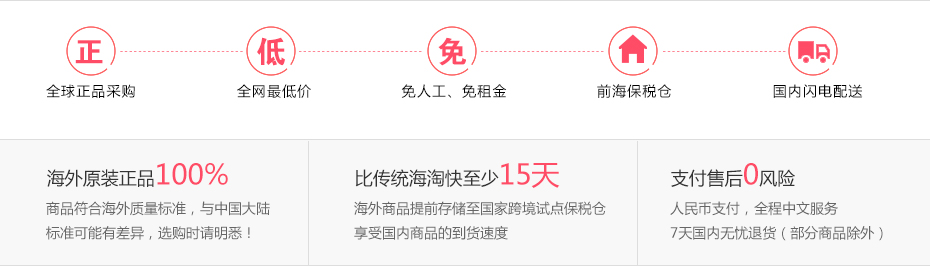 正 低 免
全球正品采购 全网最低价 免人工、免租金 前海保税仓 国内闪电配送
海外原装正品100%
商品符合海外质量标准，与中国大陆
标准可能有差异，选购时请明悉！
比传统海淘快至少15天
海外商品提前存储至国家跨境试点保税仓
享受国内商品的到货速度
支付售后0风险
人民币支付，全程中文服务
7天国内无忧退货（部分商品除外）